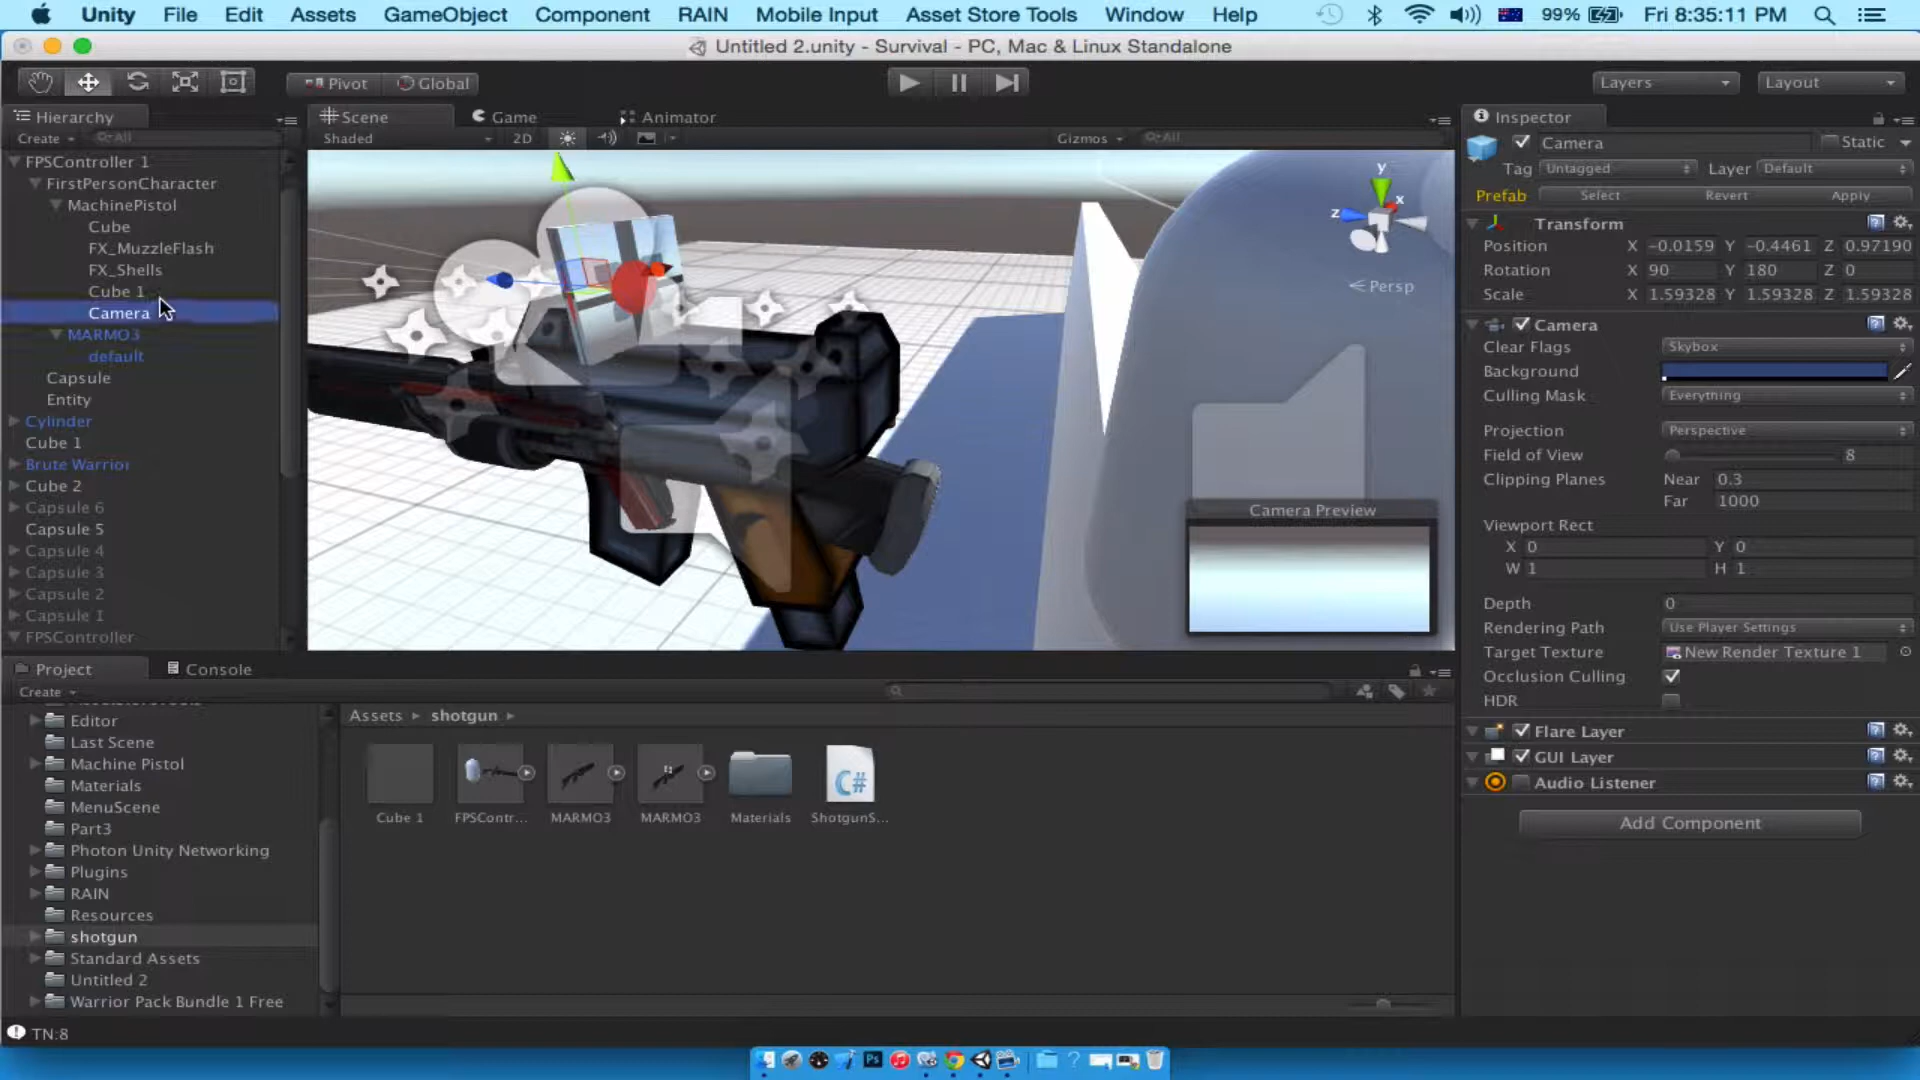 Unity File Edit Assets GameObject Component RAIN Mobile Input Asset Store Tools Window Help 99% Fri 8:35:11 PM
Untitled 2.unity - Survival - PC, Mac & Linux Standalone
Pivot Global Layers Layout
Hierarchy
Create All
FPSController 1
FirstPersonCharacter
MachinePistol
Cube
FX_MuzzleFlash
FX_Shells
Cube 1
Camera
MARMO3
default
Capsule
Entity
Cylinder
Cube 1
Brute Warrior
Cube 2
Capsule 6
Capsule 5
Capsule 4
Capsule 3
Capsule 2
Capsule 1
FPSController
Scene Game Animator
Shaded 2D Gizmos All
y
x
z
Persp
Camera Preview
Inspector
Camera Static
Tag Untagged Layer Default
Prefab Select Revert Apply
Transform
Position X -0.0159 Y -0.4461 Z 0.97190
Rotation X 90 Y 180 Z 0
Scale X 1.59328 Y 1.59328 Z 1.59328
Camera
Clear Flags Skybox
Background
Culling Mask Everything
Projection Perspective
Field of View 8
Clipping Planes Near 0.3
Far 1000
Viewport Rect
X 0 Y 0
W 1 H 1
Depth 0
Rendering Path Use Player Settings
Target Texture New Render Texture 1
Occlusion Culling
HDR
Flare Layer
GUI Layer
Audio Listener
Add Component
Project Console
Create
Editor
Last Scene
Machine Pistol
Materials
MenuScene
Part3
Photon Unity Networking
Plugins
RAIN
Resources
shotgun
Standard Assets
Untitled 2
Warrior Pack Bundle 1 Free
Assets shotgun
C#
Cube 1 FPSContr... MARMO3 MARMO3 Materials ShotgunS...
TN:8
Ps